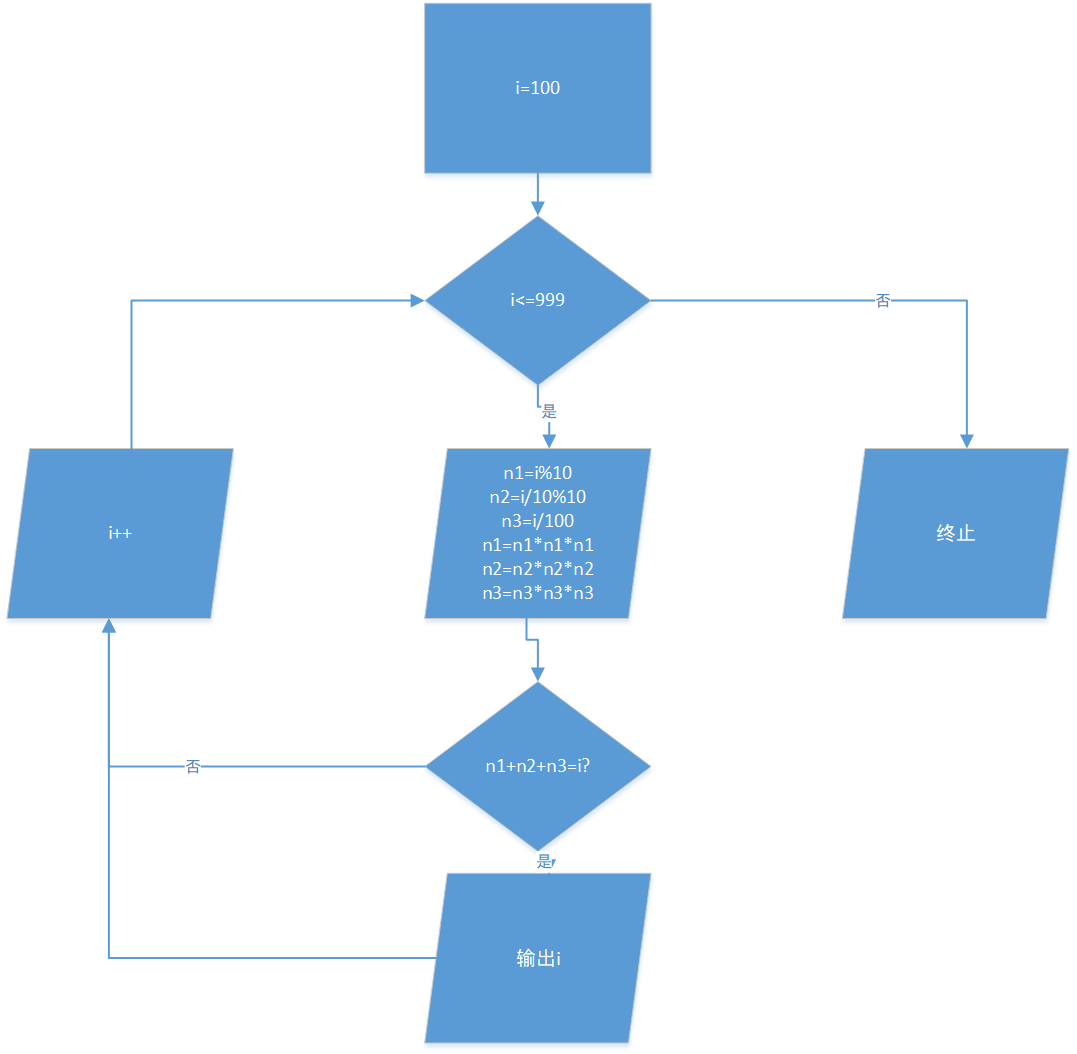 i=100
i<=999
否
是
n1=i%10
n2=i/10%10
n3=i/100
n1=n1*n1*n1
n2=n2*n2*n2
n3=n3*n3*n3
i++
终止
n1+n2+n3=i?
否
是
输出i